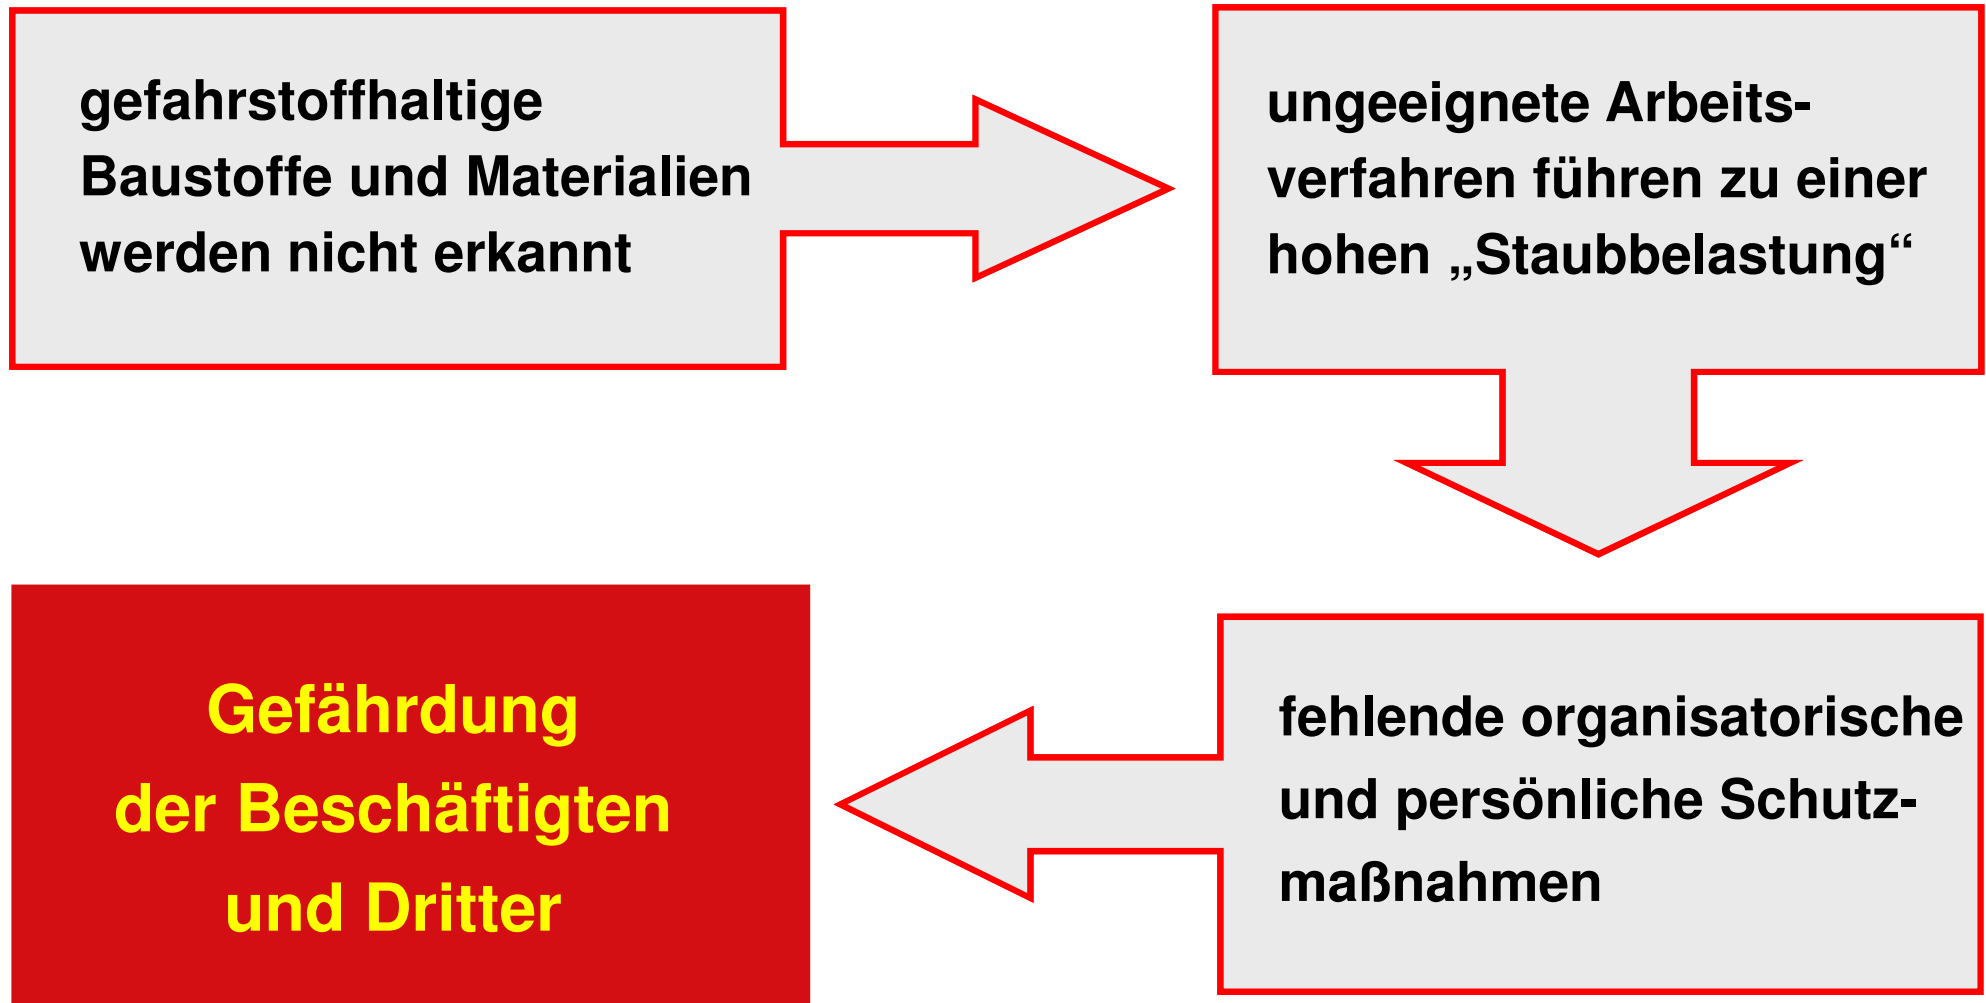 gefahrstoffhaltige
Baustoffe und Materialien
werden nicht erkannt
ungeeignete Arbeits-
verfahren führen zu einer
hohen „Staubbelastung“
fehlende organisatorische
und persönliche Schutz-
maßnahmen
Gefährdung
der Beschäftigten
und Dritter